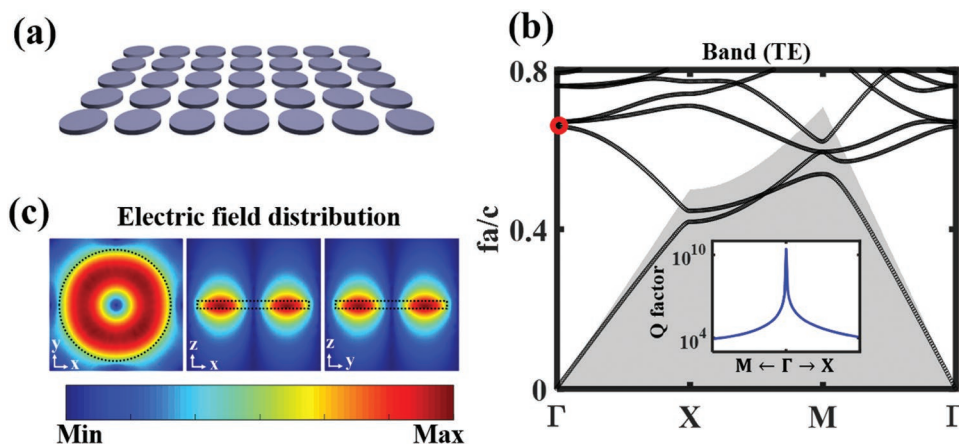 (a)
(b)
Band (TE)
0.8
0.4
0
fa/c
Γ
X
M
Γ
Q factor
10^10
10^4
M ← Γ → X
(c)
Electric field distribution
y
x
z
x
z
y
Min
Max